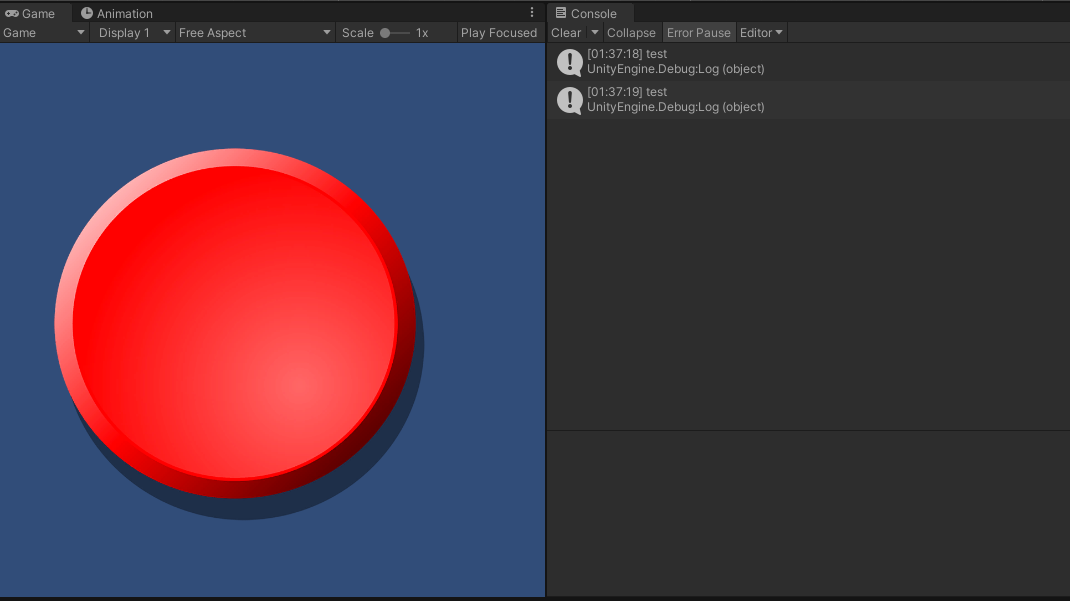 Game
Animation
Game
Display 1
Free Aspect
Scale
1x
Play Focused
Console
Clear
Collapse
Error Pause
Editor
[01:37:18] test
UnityEngine.Debug:Log (object)
[01:37:19] test
UnityEngine.Debug:Log (object)